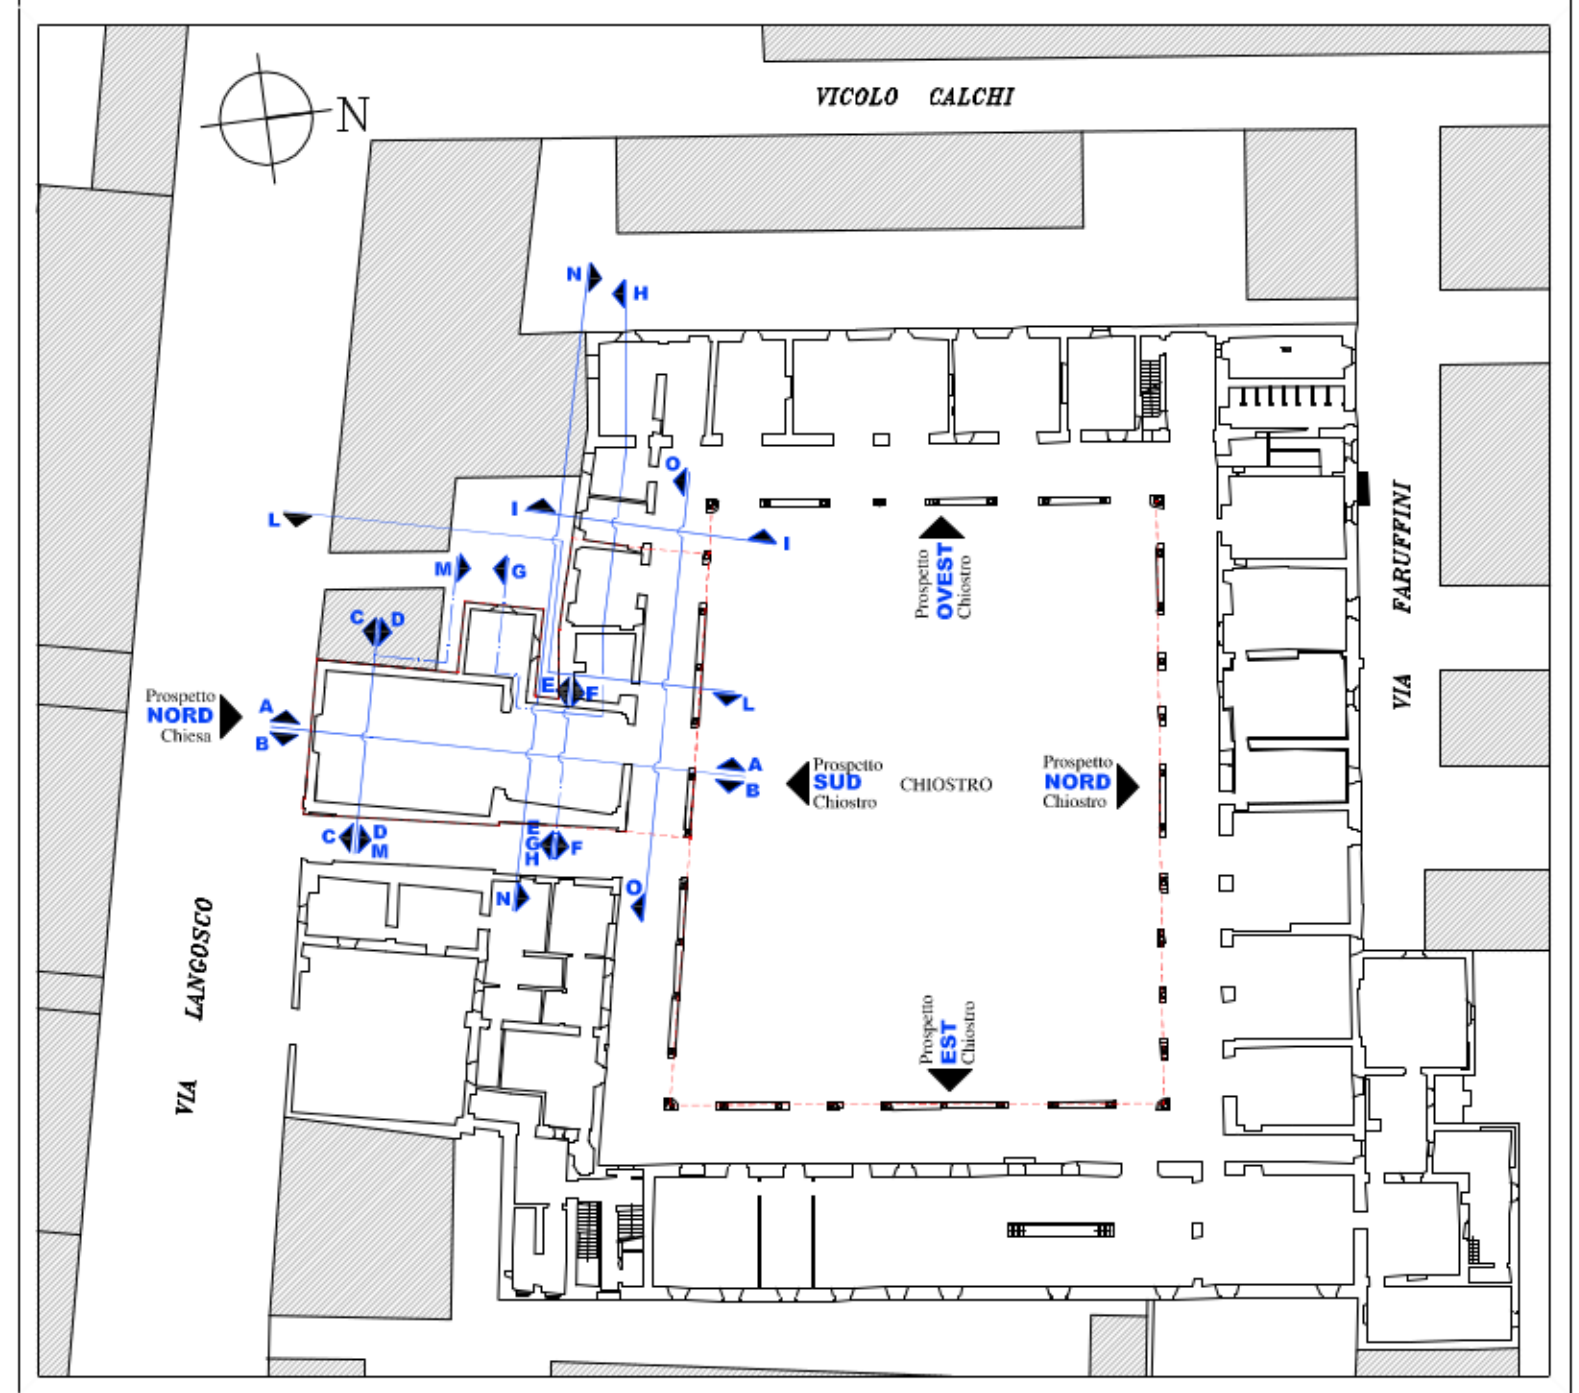 VICOLO CALCHI
N
N
H
O
I
I
L
M
G
C
D
E
F
L
Prospetto
OVEST
Chiostro
VIA FARUFFINI
Prospetto
NORD
Chiesa
A
B
A
B
Prospetto
SUD
Chiostro
CHIOSTRO
Prospetto
NORD
Chiostro
C
D
M
E
G
H
F
N
O
VIA LANGOSCO
Prospetto
EST
Chiostro